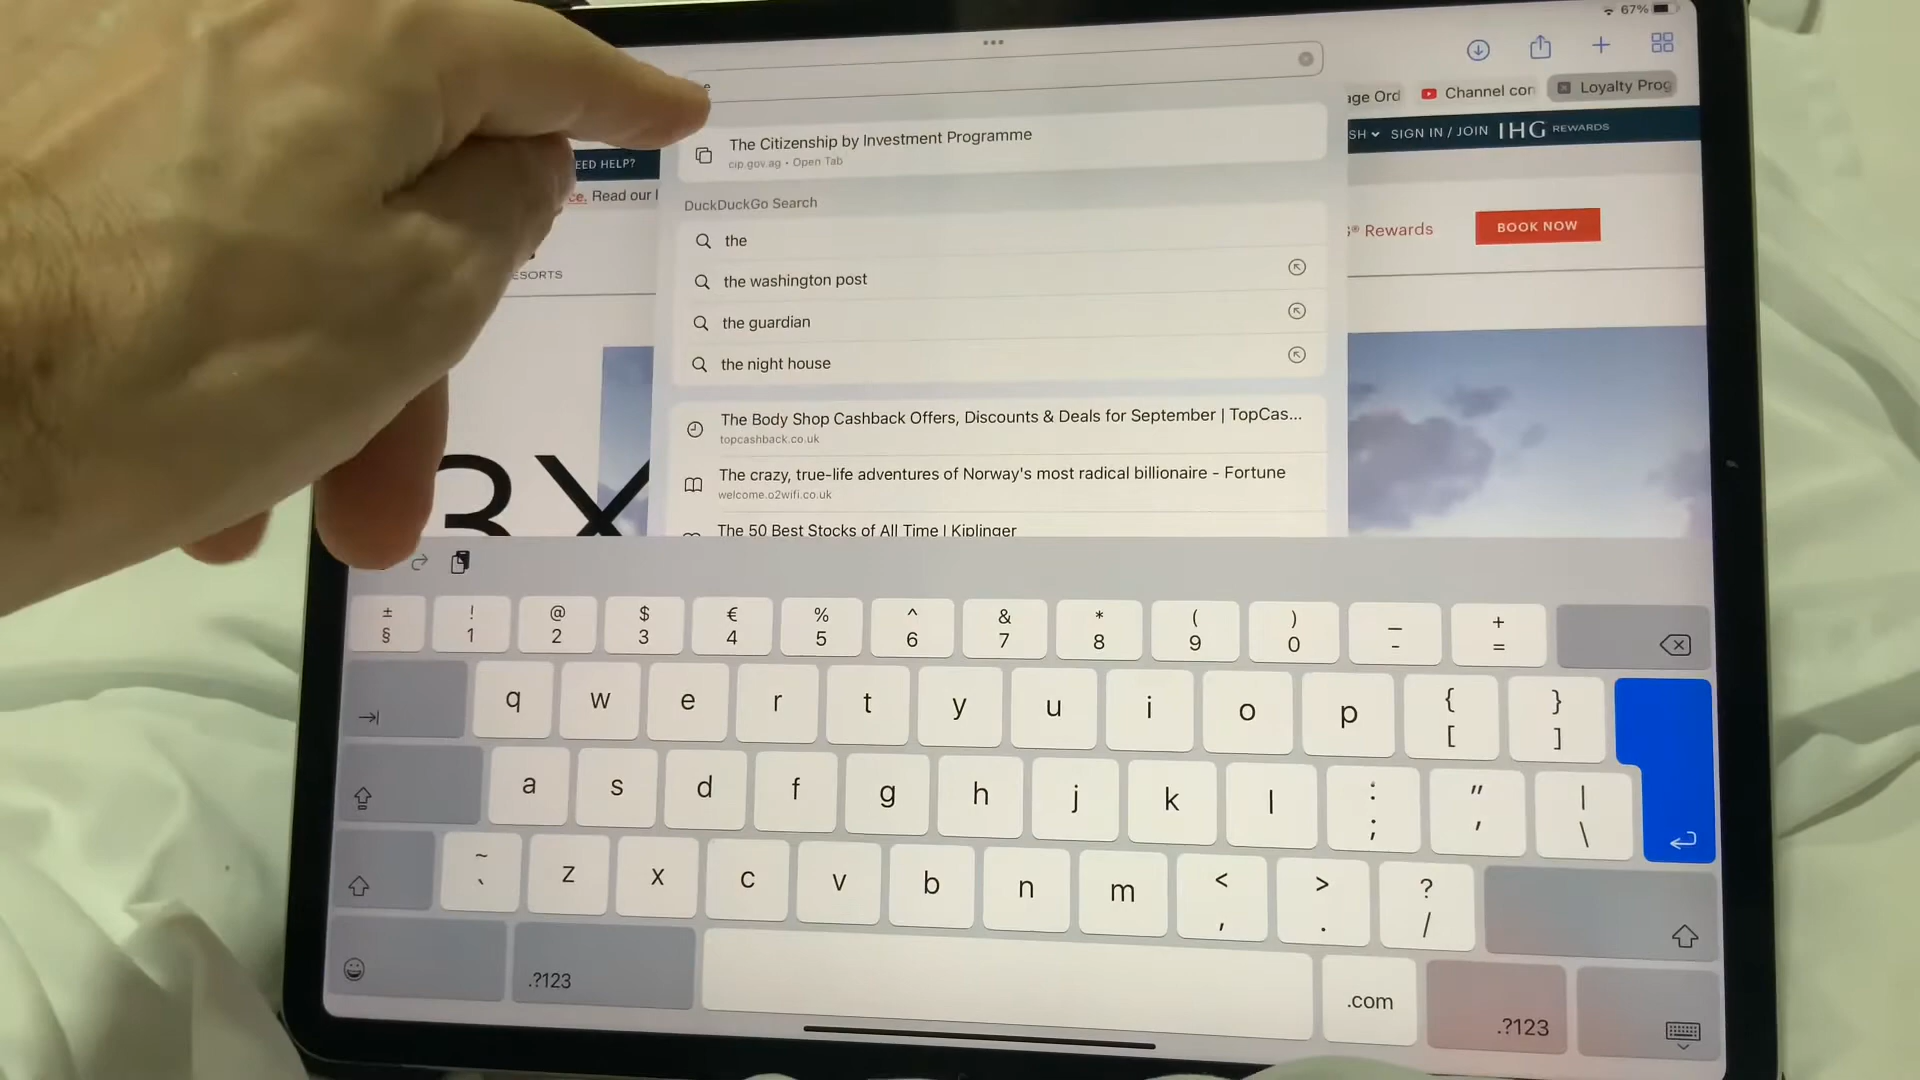 67%
e
age Ord
Channel con
Loyalty Prog
The Citizenship by Investment Programme
cip.gov.ag • Open Tab
EED HELP?
SH
SIGN IN / JOIN
IHG REWARDS
ce. Read our
DuckDuckGo Search
the
G® Rewards
BOOK NOW
the washington post
ESORTS
the guardian
the night house
The Body Shop Cashback Offers, Discounts & Deals for September | TopCas...
topcashback.co.uk
The crazy, true-life adventures of Norway's most radical billionaire - Fortune
welcome.o2wifi.co.uk
3X
The 50 Best Stocks of All Time | Kiplinger
± ! @ $ € % ^ & * ( ) _ +
§ 1 2 3 4 5 6 7 8 9 0 - =
q w e r t y u i o p { }
[ ]
a s d f g h j k l : " |
; ' \
~ z x c v b n m < > ?
` , . /
.?123 .com .?123